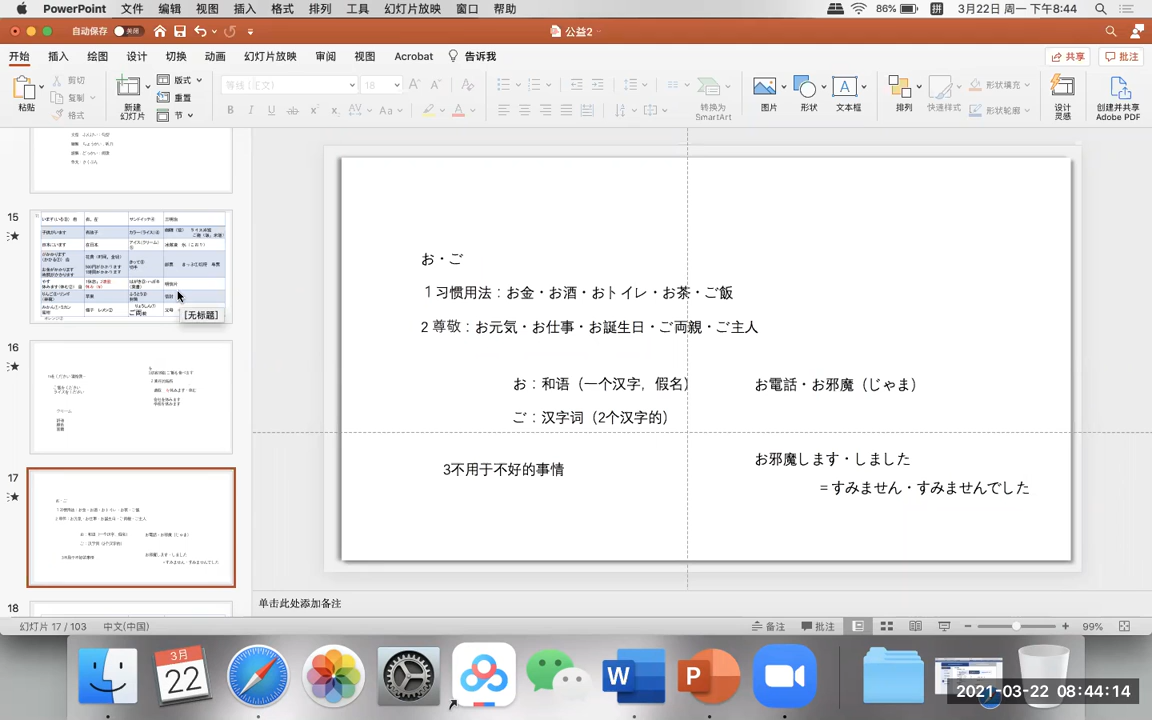 PowerPoint 文件 编辑 视图 插入 格式 排列 工具 幻灯片放映 窗口 帮助 86% 拼 3月22日 周一 下午8:44
自动保存 关闭 公益2
开始 插入 绘图 设计 切换 动画 幻灯片放映 审阅 视图 Acrobat 告诉我 共享 批注
粘贴 剪切 复制 格式 新建幻灯片 版式 重置 节 等线 (正文) 18 转换为 SmartArt 图片 形状 文本框 排列 快速样式 形状填充 形状轮廓 设计灵感 创建并共享 Adobe PDF
15
[无标题]
16
17
18
お・ご
１习惯用法：お金・お酒・おトイレ・お茶・ご飯
2 尊敬：お元気・お仕事・お誕生日・ご両親・ご主人
お：和语（一个汉字，假名） お電話・お邪魔（じゃま）
ご：汉字词（2个汉字的）
お邪魔します・しました
3不用于不好的事情
＝すみません・すみませんでした
单击此处添加备注
幻灯片 17 / 103 中文(中国) 备注 批注 99%
3月
22
W
P
2021-03-22 08:44:14